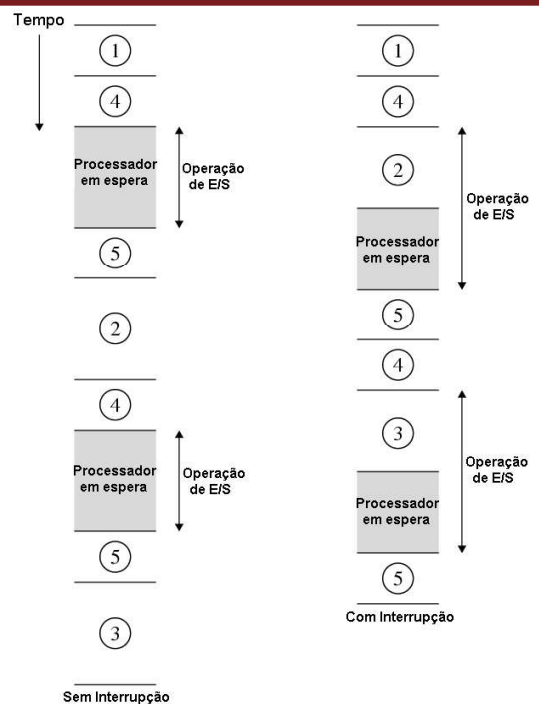 Tempo
1
4
Processador
em espera
Operação
de E/S
5
2
4
Processador
em espera
Operação
de E/S
5
3
Sem Interrupção
1
4
2
Operação
de E/S
Processador
em espera
5
4
3
Operação
de E/S
Processador
em espera
5
Com Interrupção